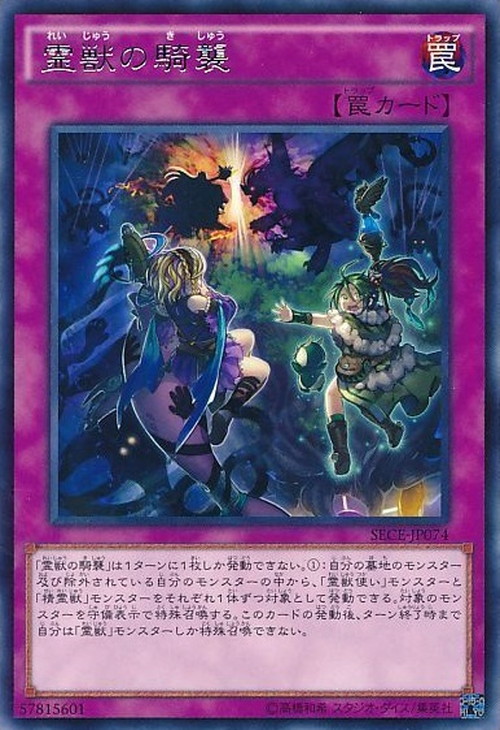 霊獣の騎襲
罠
【罠カード】
SECE-JP074
「霊獣の騎襲」は1ターンに1枚しか発動できない。①：自分の墓地のモンスター
及び除外されている自分のモンスターの中から、「霊獣使い」モンスターと
「精霊獣」モンスターをそれぞれ1体ずつ対象として発動できる。対象のモン
スターを守備表示で特殊召喚する。このカードの発動後、ターン終了時まで
自分は「霊獣」モンスターしか特殊召喚できない。
57815601
©高橋和希 スタジオ・ダイス/集英社